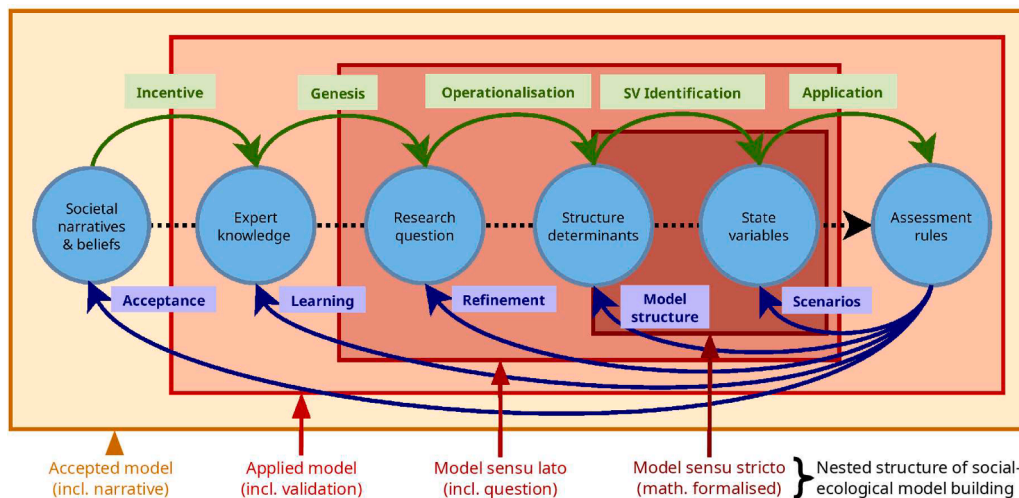 Incentive
Genesis
Operationalisation
SV Identification
Application
Societal
narratives
& beliefs
Expert
knowledge
Research
question
Structure
determinants
State
variables
Assessment
rules
Acceptance
Learning
Refinement
Model
structure
Scenarios
Accepted model
(incl. narrative)
Applied model
(incl. validation)
Model sensu lato
(incl. question)
Model sensu stricto
(math. formalised)
Nested structure of social-
ecological model building